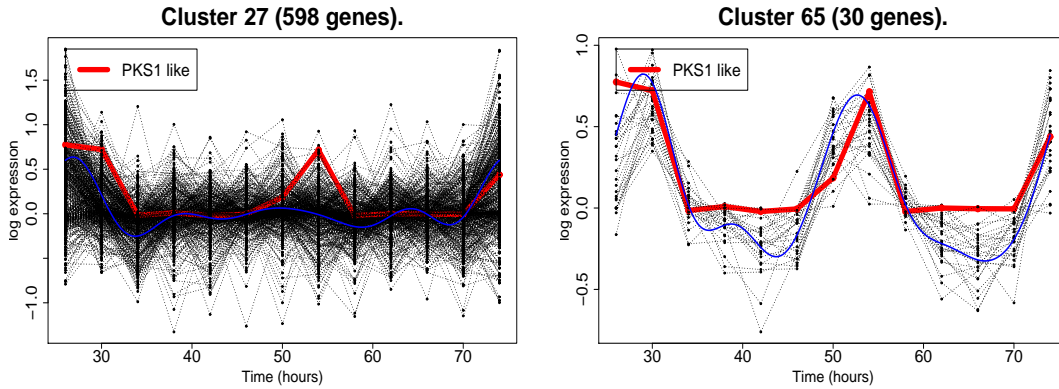 Cluster 27 (598 genes).
PKS1 like
log expression
1.5
1.0
0.5
0.0
−1.0
30 40 50 60 70
Time (hours)
Cluster 65 (30 genes).
PKS1 like
log expression
1.0
0.5
0.0
−0.5
30 40 50 60 70
Time (hours)